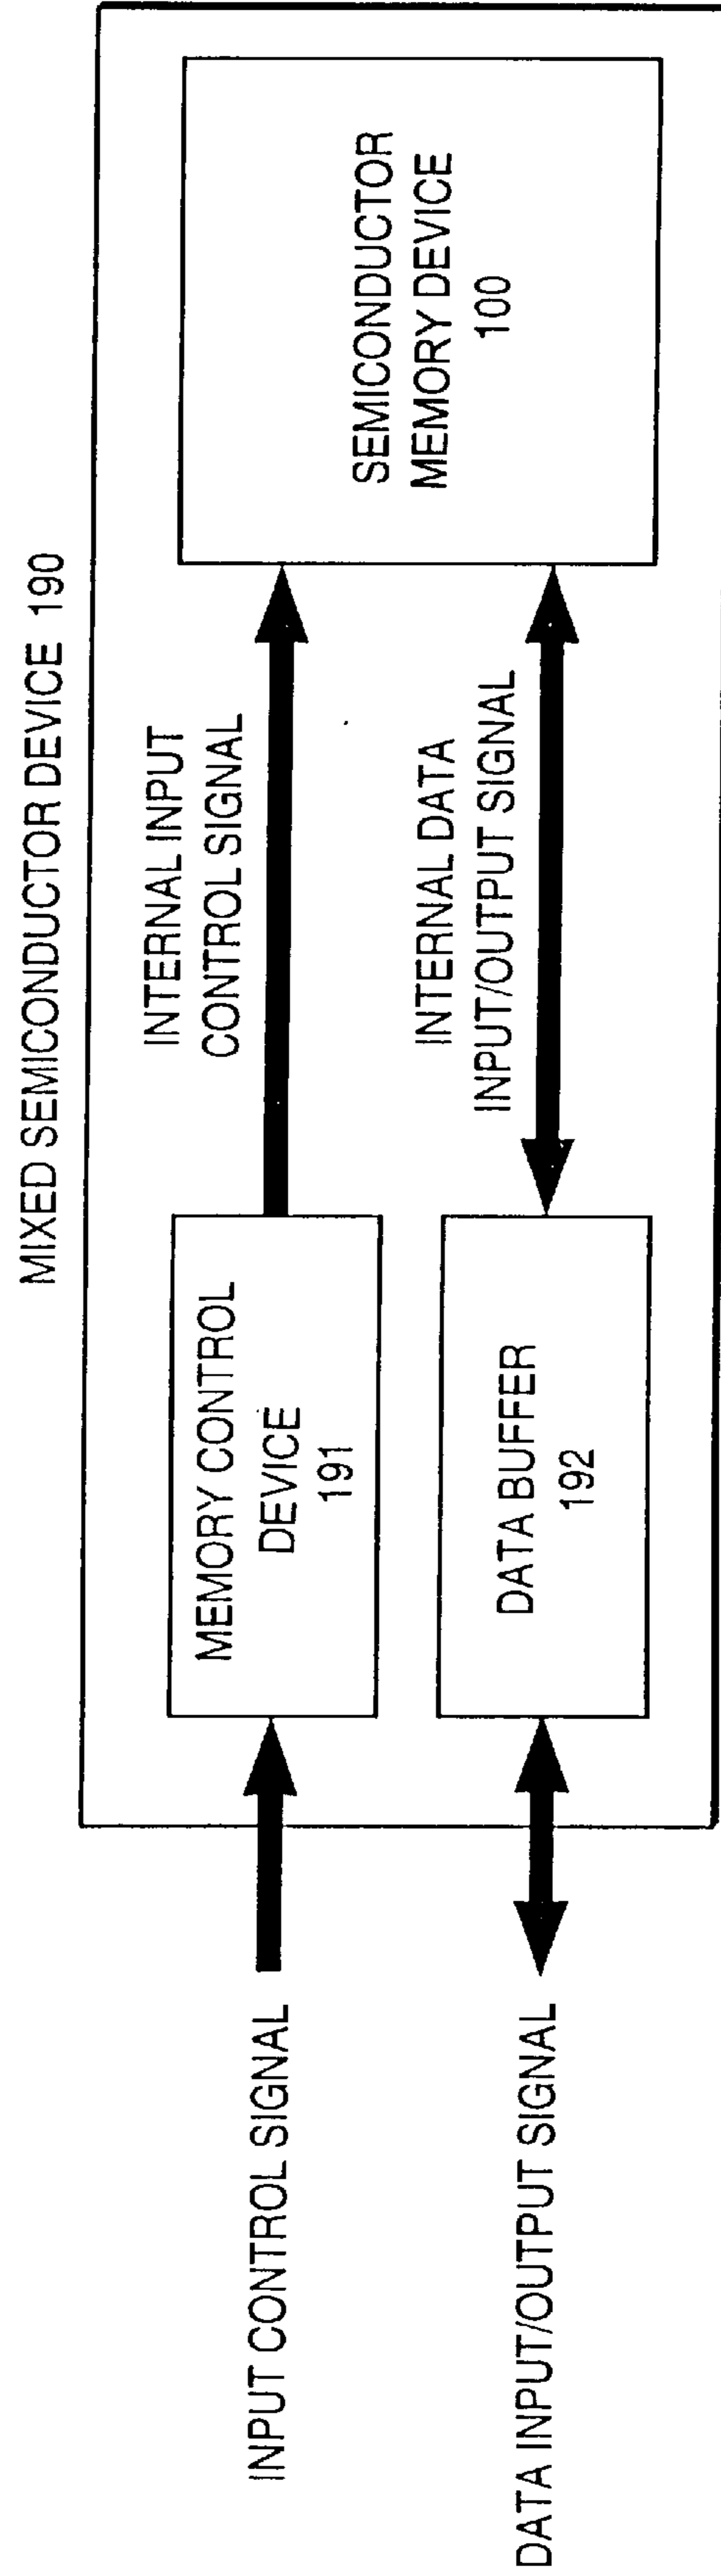 MIXED SEMICONDUCTOR DEVICE 190
INPUT CONTROL SIGNAL
MEMORY CONTROL
DEVICE
191
INTERNAL INPUT
CONTROL SIGNAL
SEMICONDUCTOR
MEMORY DEVICE
100
DATA INPUT/OUTPUT SIGNAL
DATA BUFFER
192
INTERNAL DATA
INPUT/OUTPUT SIGNAL